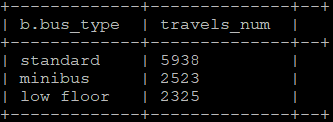 +-------------+--------------+--+
| b.bus_type | travels_num |
+-------------+--------------+--+
| standard | 5938 |
| minibus | 2523 |
| low floor | 2325 |
+-------------+--------------+--+